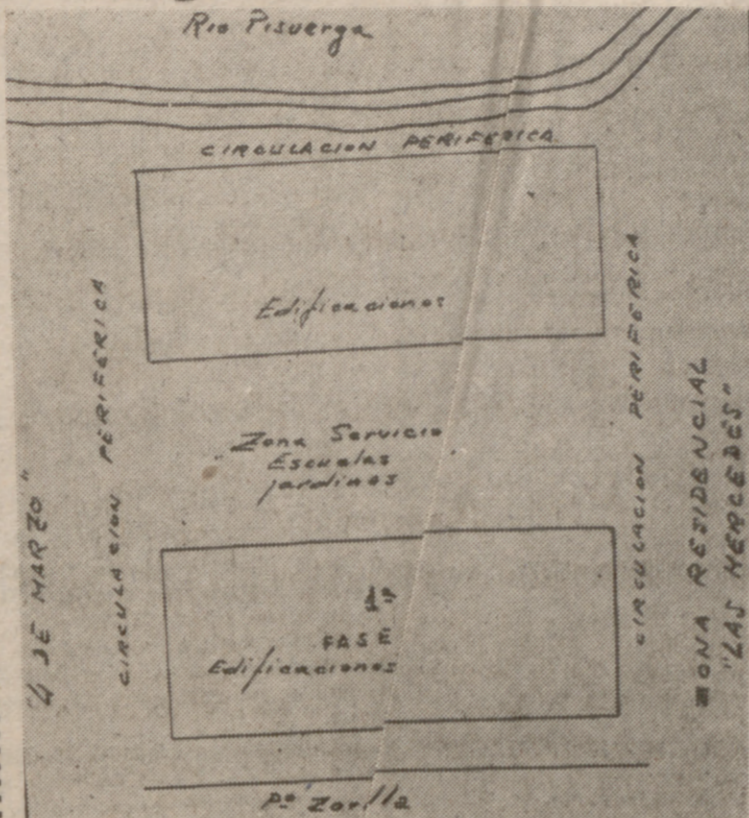 Rio Pisuerga
CIRCULACION PERIFERICA
Edificaciones
CIRCULACION PERIFERICA
CIRCULACION PERIFERICA
Zona Servicio
Escuelas
jardines
"4 DE MARZO"
ZONA RESIDENCIAL
"LAS MERCEDES"
1ª
FASE
Edificaciones
Pº Zorilla